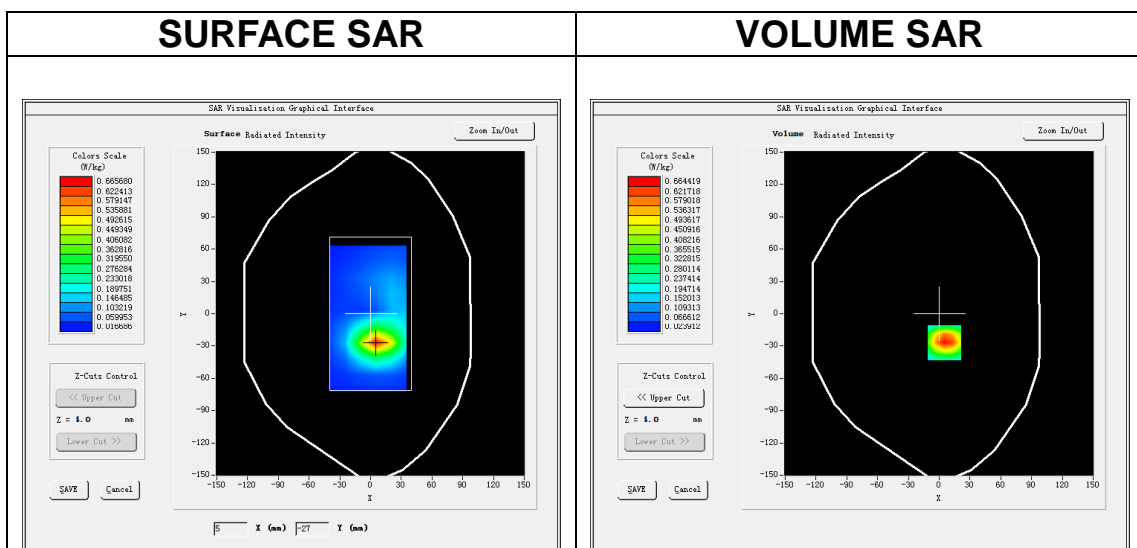 SURFACE SAR
VOLUME SAR
SAR Visualisation Graphical Interface
Surface Radiated Intensity
Zoom In/Out
Colors Scale
(W/kg)
0.665680
0.622413
0.579147
0.535881
0.492615
0.449349
0.406082
0.362816
0.319550
0.276284
0.233018
0.189751
0.146485
0.103219
0.059953
0.016686
150
120
90
60
30
0
-30
-60
-90
-120
-150
Y
-150 -120 -90 -60 -30 0 30 60 90 120 150
X
Z-Cuts Control
<< Upper Cut
Z = 4.0 mm
Lower Cut >>
SAVE Cancel
5 X (mm) -27 Y (mm)
SAR Visualisation Graphical Interface
Volume Radiated Intensity
Zoom In/Out
Colors Scale
(W/kg)
0.664419
0.621718
0.579018
0.536317
0.493617
0.450916
0.408216
0.365515
0.322815
0.280114
0.237414
0.194714
0.152013
0.109313
0.066612
0.023912
150
120
90
60
30
0
-30
-60
-90
-120
-150
Y
-150 -120 -90 -60 -30 0 30 60 90 120 150
X
Z-Cuts Control
<< Upper Cut
Z = 4.0 mm
Lower Cut >>
SAVE Cancel